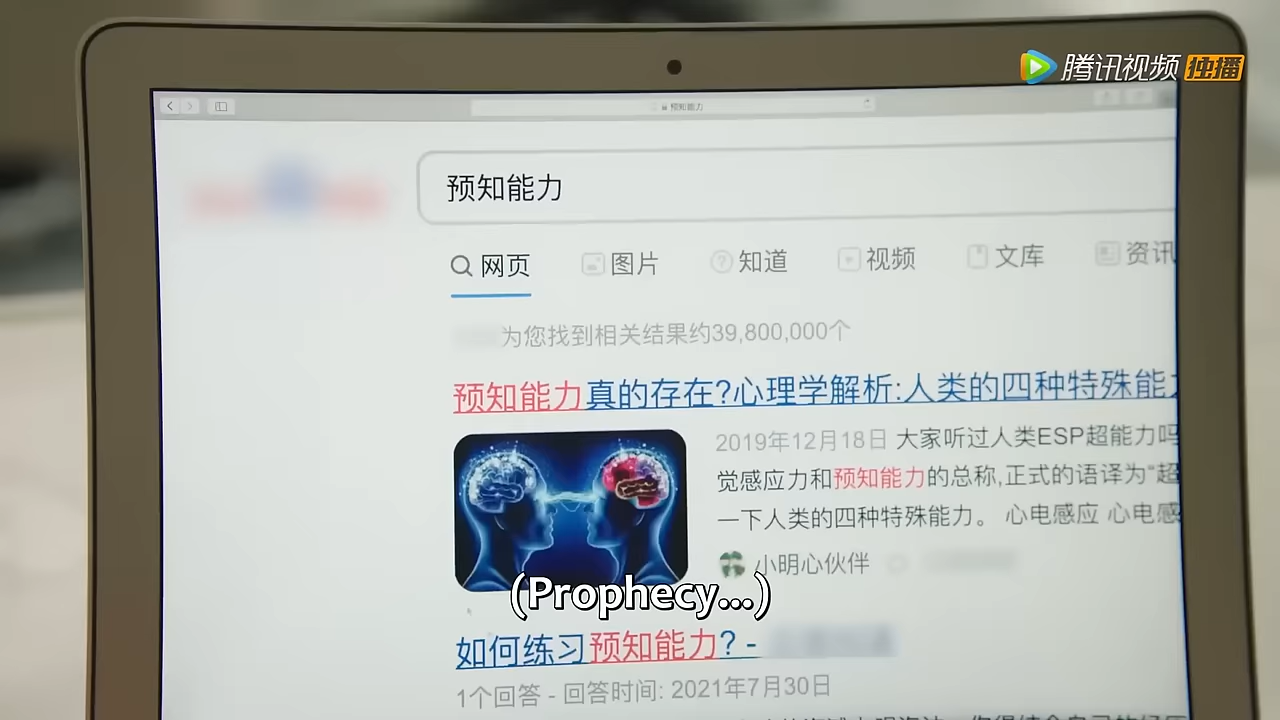 腾讯视频 独播
预知能力
预知能力
网页 图片 知道 视频 文库 资讯
为您找到相关结果约39,800,000个
预知能力真的存在?心理学解析:人类的四种特殊能
2019年12月18日 大家听过人类ESP超能力吗
觉感应力和预知能力的总称,正式的语译为“超
一下人类的四种特殊能力。 心电感应 心电感
小明心伙伴
(Prophecy...)
如何练习预知能力? -
1个回答 - 回答时间: 2021年7月30日